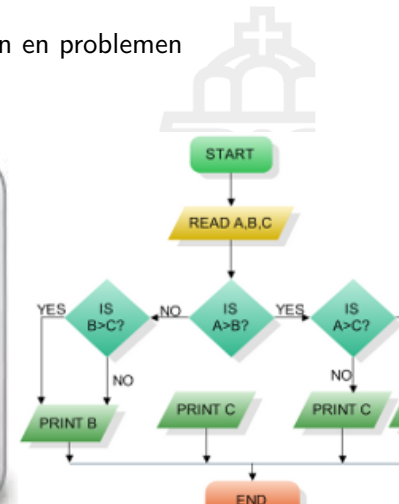 n en problemen
START
READ A,B,C
YES
IS
B>C?
NO
IS
A>B?
YES
IS
A>C?
NO
NO
PRINT B
PRINT C
PRINT C
END